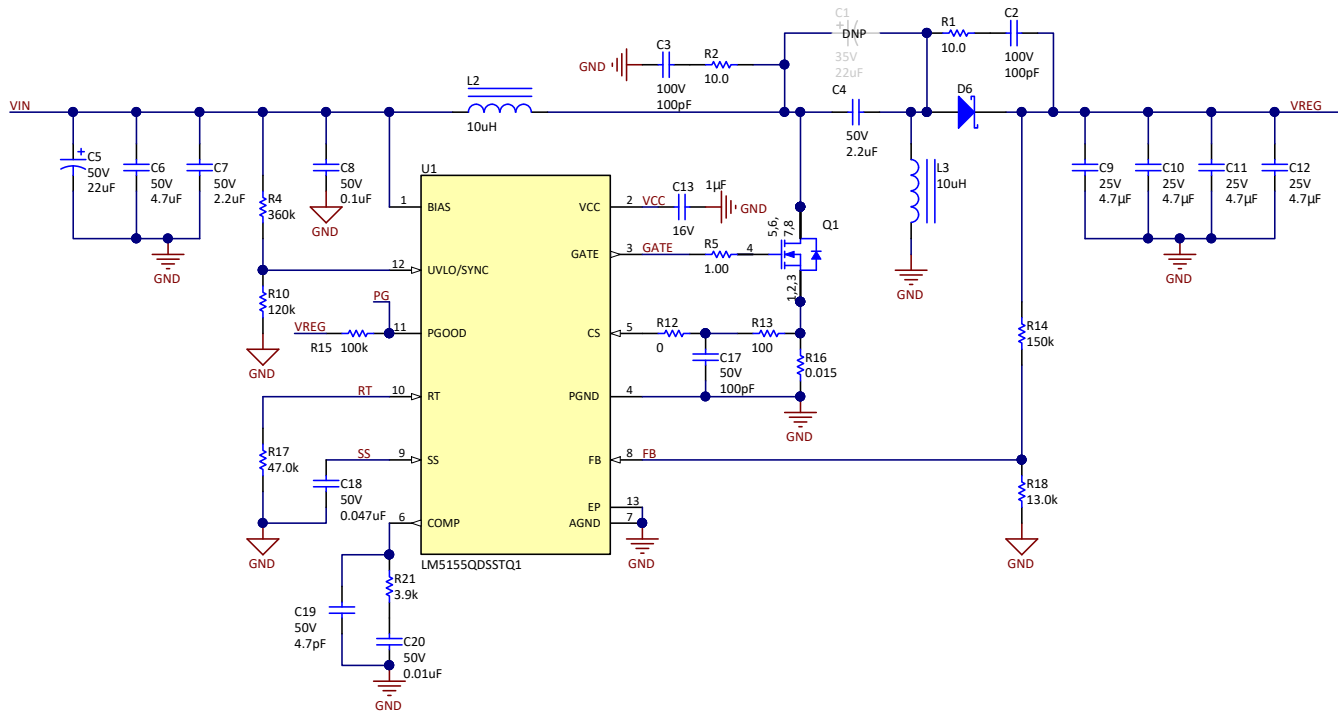 C1
DNP
35V
22uF
R1
10.0
C2
100V
100pF
GND
C3
100V
100pF
R2
10.0
L2
10uH
C4
50V
2.2uF
D6
VIN
VREG
C5
50V
22uF
C6
50V
4.7uF
C7
50V
2.2uF
R4
360k
C8
50V
0.1uF
GND
GND
L3
10uH
GND
C9
25V
4.7µF
C10
25V
4.7µF
C11
25V
4.7µF
C12
25V
4.7µF
GND
U1
1 BIAS
VCC 2 VCC
C13
1µF
16V
GND
GATE 3 GATE
R5
1.00
4
5,6,
7,8
Q1
1,2,3
12 UVLO/SYNC
R10
120k
GND
PG
VREG
R15 100k
11 PGOOD
CS 5
R12
0
R13
100
C17
50V
100pF
R16
0.015
PGND 4
GND
RT 10 RT
R17
47.0k
SS 9 SS
C18
50V
0.047uF
GND
FB 8 FB
R14
150k
R18
13.0k
GND
EP 13
AGND 7
GND
6 COMP
LM5155QDSSTQ1
R21
3.9k
C19
50V
4.7pF
C20
50V
0.01uF
GND